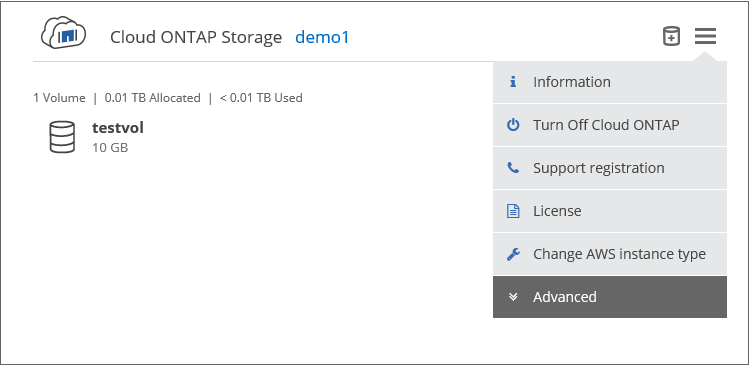 Cloud ONTAP Storage demo1
1 Volume | 0.01 TB Allocated | < 0.01 TB Used
testvol
10 GB
Information
Turn Off Cloud ONTAP
Support registration
License
Change AWS instance type
Advanced